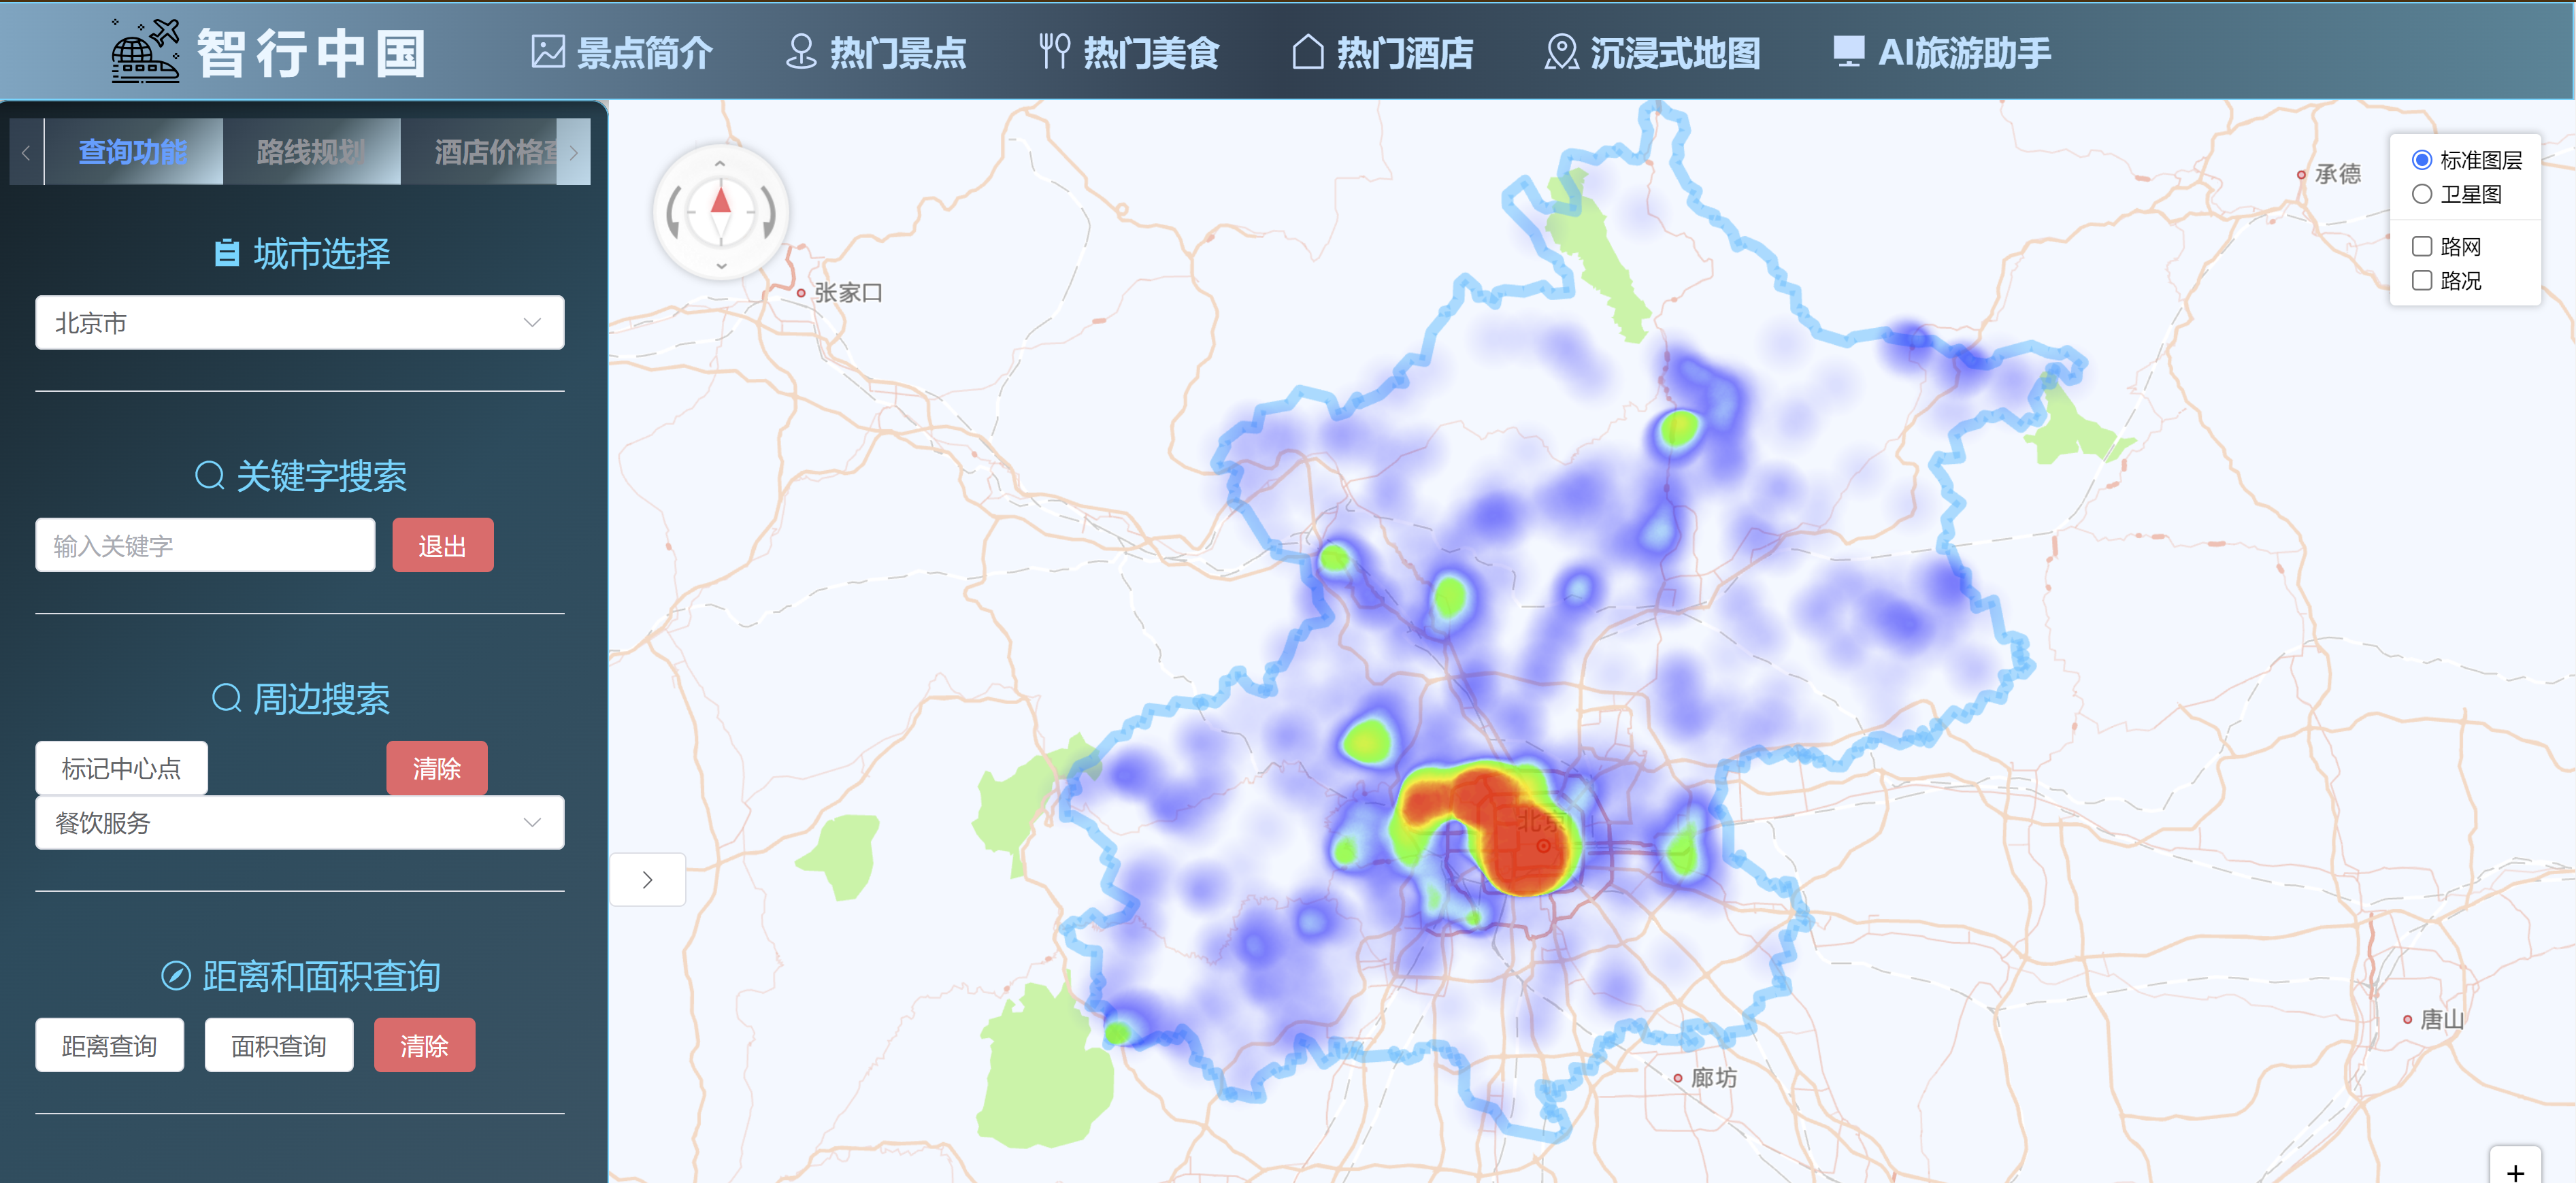 智行中国
景点简介
热门景点
热门美食
热门酒店
沉浸式地图
AI旅游助手
查询功能
路线规划
酒店价格查
城市选择
北京市
关键字搜索
输入关键字
退出
周边搜索
标记中心点
清除
餐饮服务
距离和面积查询
距离查询
面积查询
清除
标准图层
卫星图
路网
路况
承德
张家口
北京
唐山
廊坊
+